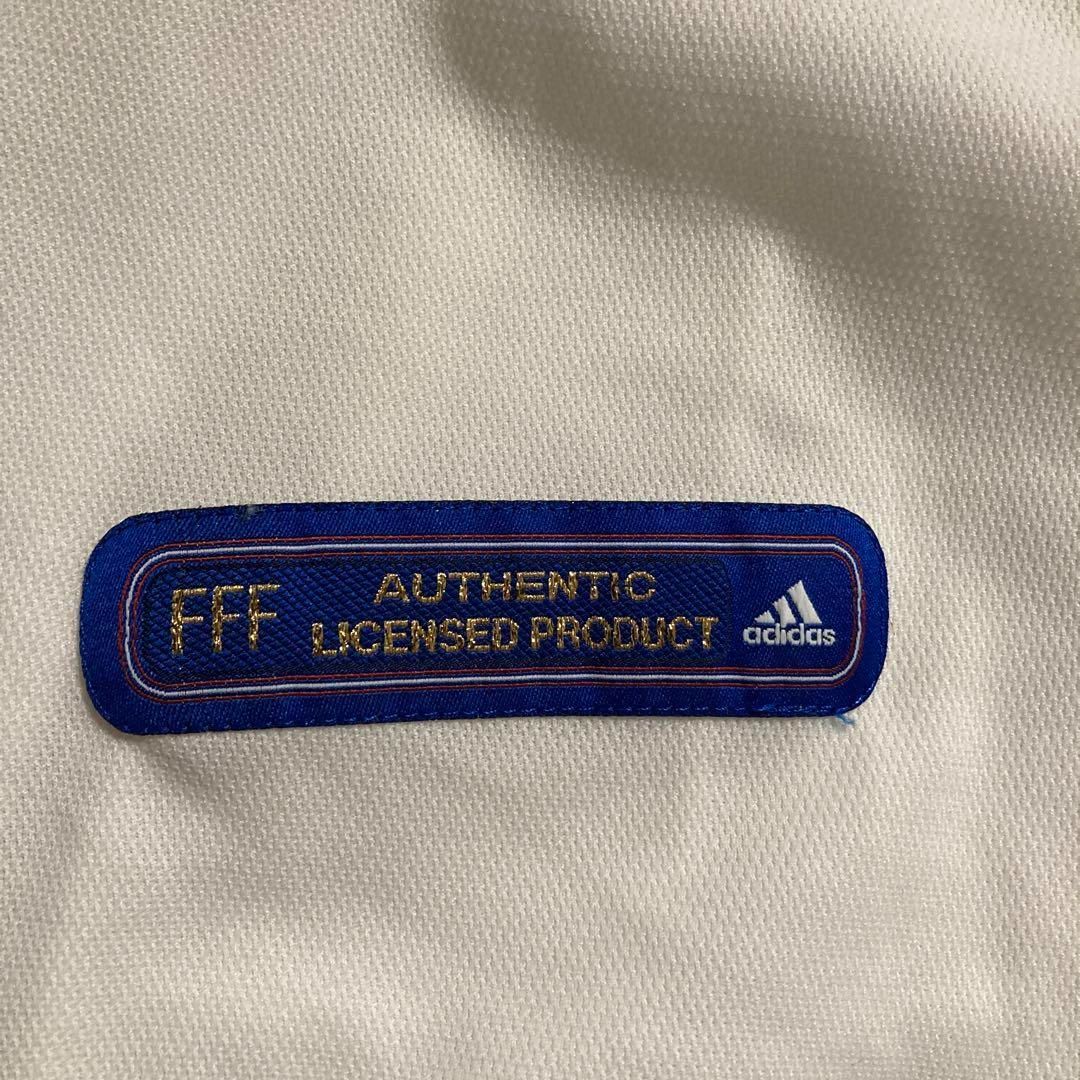 FFF
AUTHENTIC
LICENSED PRODUCT
adidas